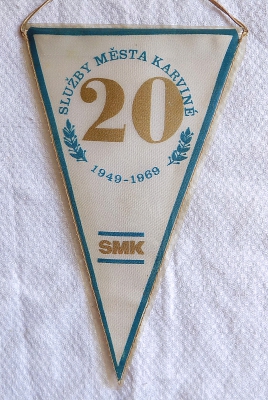 SLUŽBY MĚSTA KARVINÉ
20
1949-1969
SMK